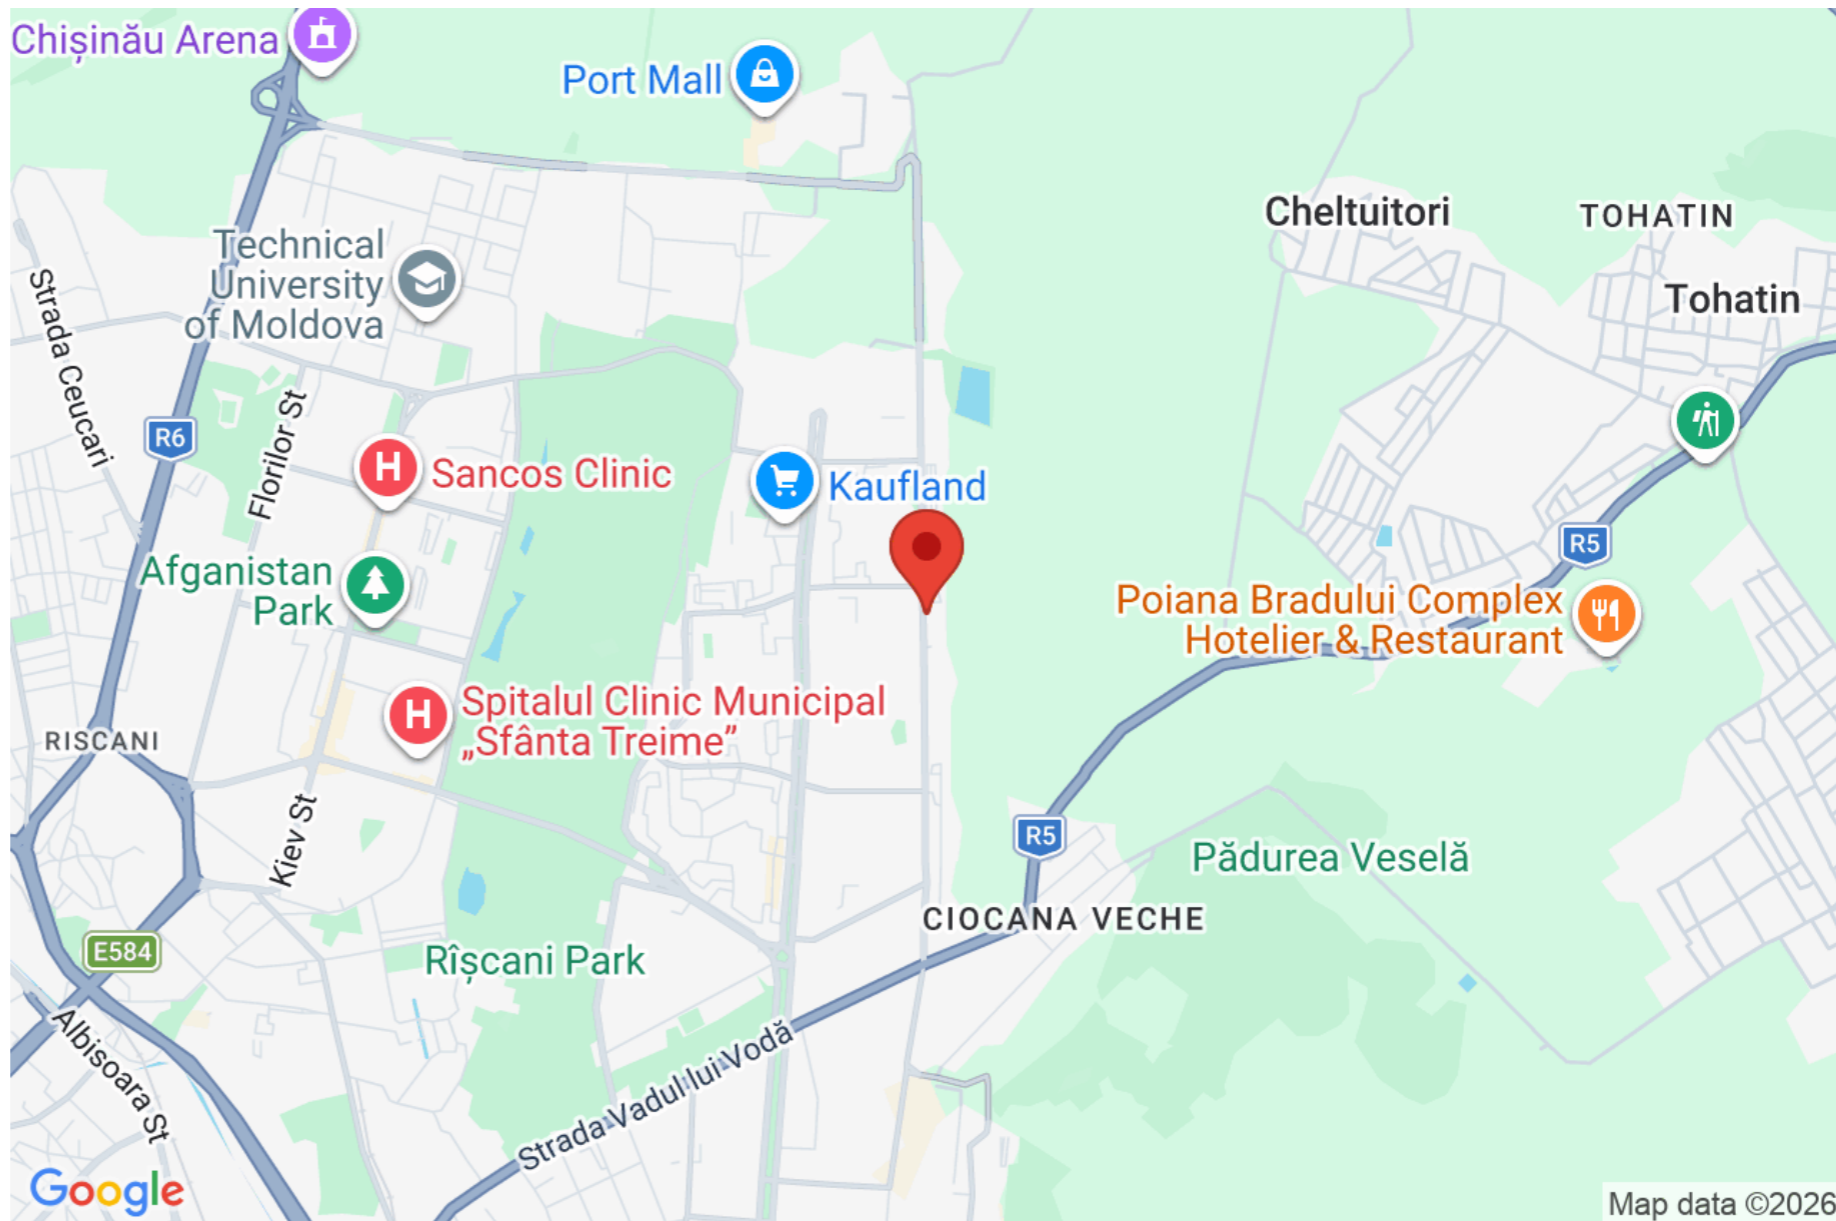 Chișinău Arena
Port Mall
Cheltuitori
TOHATIN
Technical
University
of Moldova
Tohatin
Strada Ceucari
R6
Florilor St
H
Sancos Clinic
Kaufland
R5
Afganistan
Park
Poiana Bradului Complex
Hotelier & Restaurant
H
Spitalul Clinic Municipal
„Sfânta Treime”
RISCANI
Kiev St
R5
Pădurea Veselă
CIOCANA VECHE
E584
Rîșcani Park
Albisoara St
Strada Vadul lui Vodă
Google
Map data ©2026